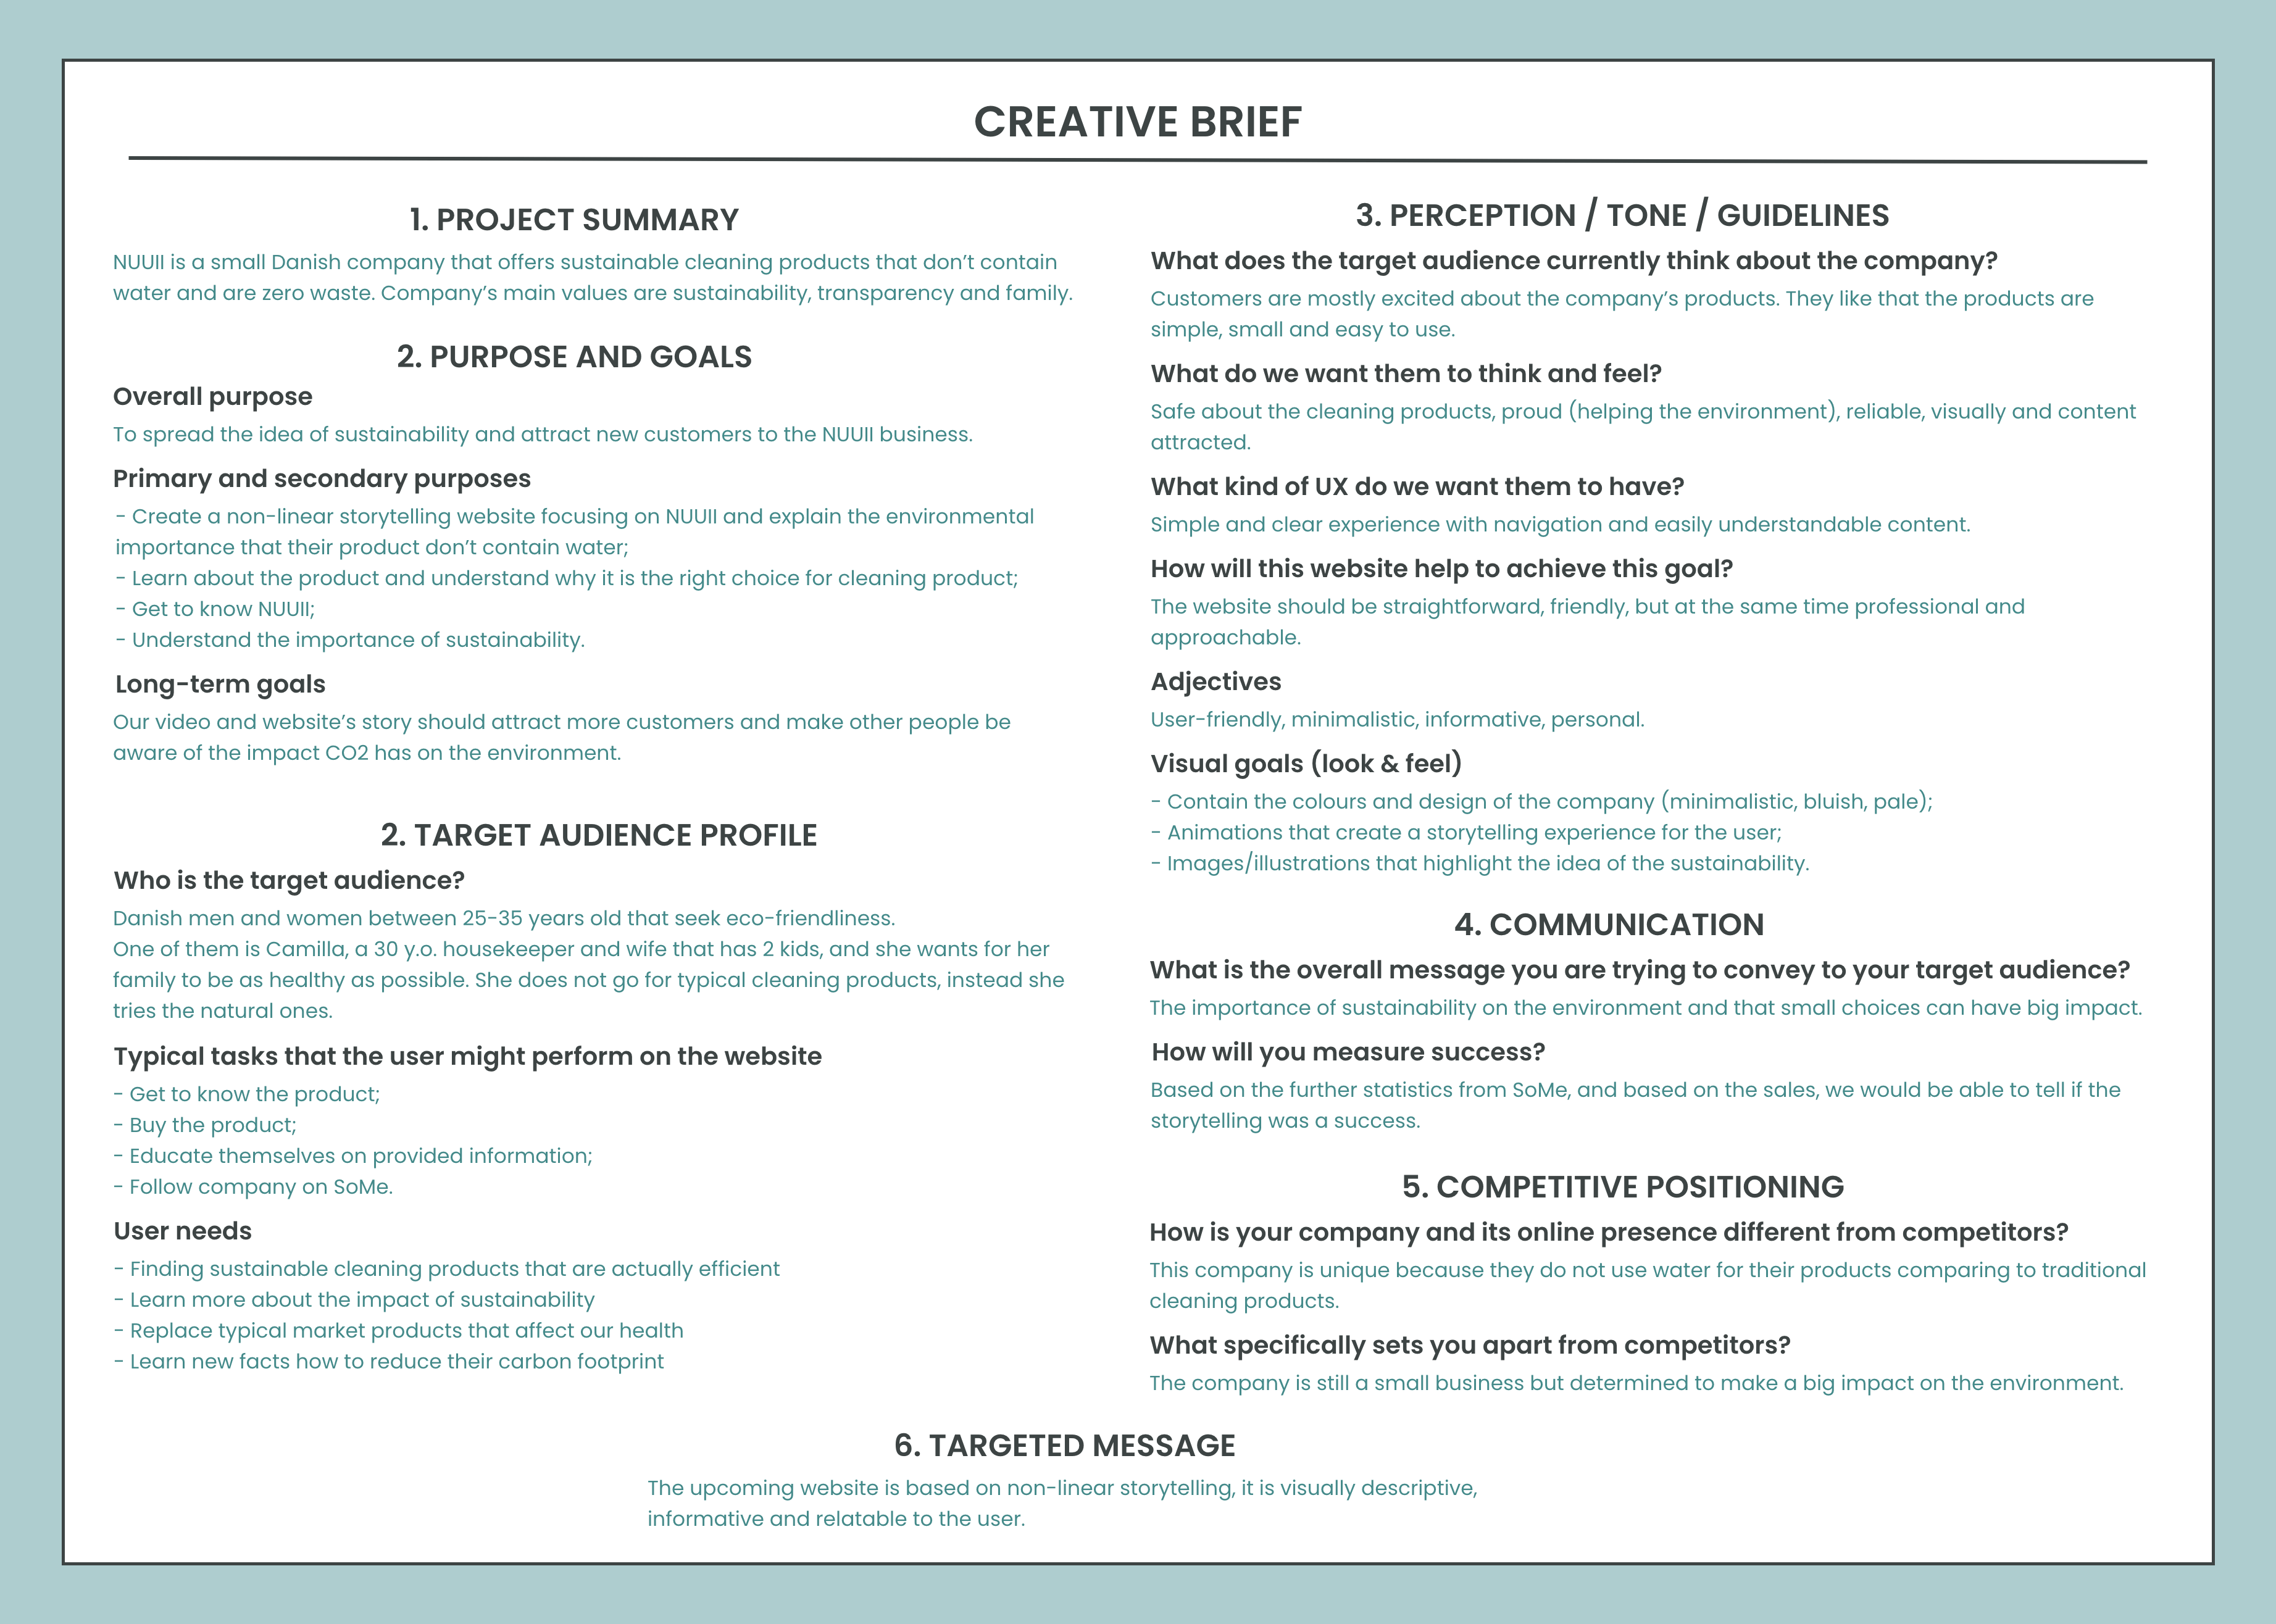 CREATIVE BRIEF
1. PROJECT SUMMARY
NUUII is a small Danish company that offers sustainable cleaning products that don't contain
water and are zero waste. Company's main values are sustainability, transparency and family.
2. PURPOSE AND GOALS
Overall purpose
To spread the idea of sustainability and attract new customers to the NUUII business.
Primary and secondary purposes
- Create a non-linear storytelling website focusing on NUUII and explain the environmental
importance that their product don't contain water;
- Learn about the product and understand why it is the right choice for cleaning product;
- Get to know NUUII;
- Understand the importance of sustainability.
Long-term goals
Our video and website's story should attract more customers and make other people be
aware of the impact CO2 has on the environment.
2. TARGET AUDIENCE PROFILE
Who is the target audience?
Danish men and women between 25-35 years old that seek eco-friendliness.
One of them is Camilla, a 30 y.o. housekeeper and wife that has 2 kids, and she wants for her
family to be as healthy as possible. She does not go for typical cleaning products, instead she
tries the natural ones.
Typical tasks that the user might perform on the website
- Get to know the product;
- Buy the product;
- Educate themselves on provided information;
- Follow company on SoMe.
User needs
- Finding sustainable cleaning products that are actually efficient
- Learn more about the impact of sustainability
- Replace typical market products that affect our health
- Learn new facts how to reduce their carbon footprint
3. PERCEPTION / TONE / GUIDELINES
What does the target audience currently think about the company?
Customers are mostly excited about the company's products. They like that the products are
simple, small and easy to use.
What do we want them to think and feel?
Safe about the cleaning products, proud (helping the environment), reliable, visually and content
attracted.
What kind of UX do we want them to have?
Simple and clear experience with navigation and easily understandable content.
How will this website help to achieve this goal?
The website should be straightforward, friendly, but at the same time professional and
approachable.
Adjectives
User-friendly, minimalistic, informative, personal.
Visual goals (look & feel)
- Contain the colours and design of the company (minimalistic, bluish, pale);
- Animations that create a storytelling experience for the user;
- Images/illustrations that highlight the idea of the sustainability.
4. COMMUNICATION
What is the overall message you are trying to convey to your target audience?
The importance of sustainability on the environment and that small choices can have big impact.
How will you measure success?
Based on the further statistics from SoMe, and based on the sales, we would be able to tell if the
storytelling was a success.
5. COMPETITIVE POSITIONING
How is your company and its online presence different from competitors?
This company is unique because they do not use water for their products comparing to traditional
cleaning products.
What specifically sets you apart from competitors?
The company is still a small business but determined to make a big impact on the environment.
6. TARGETED MESSAGE
The upcoming website is based on non-linear storytelling, it is visually descriptive,
informative and relatable to the user.